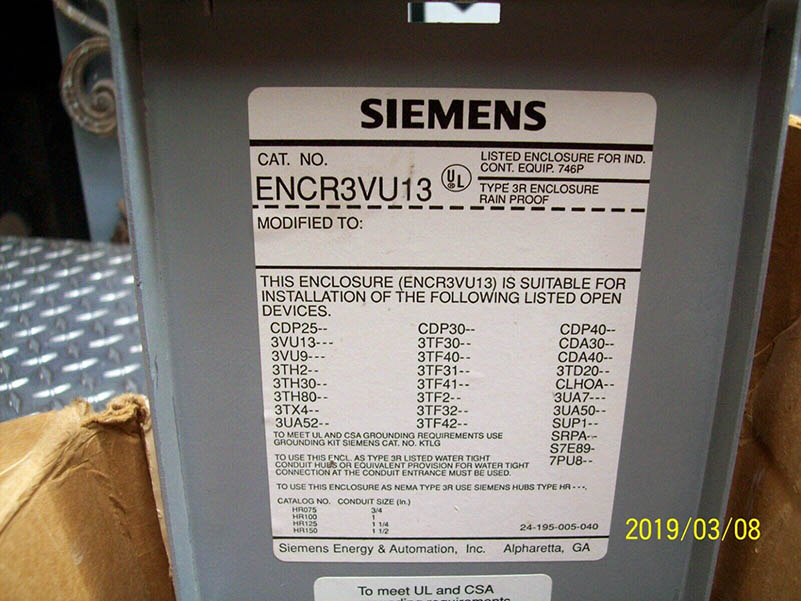 SIEMENS
CAT. NO.
ENCR3VU13
UL
LISTED ENCLOSURE FOR IND.
CONT. EQUIP. 746P
TYPE 3R ENCLOSURE
RAIN PROOF
MODIFIED TO:
THIS ENCLOSURE (ENCR3VU13) IS SUITABLE FOR
INSTALLATION OF THE FOLLOWING LISTED OPEN
DEVICES.
CDP25-- CDP30-- CDP40--
3VU13--- 3TF30-- CDA30--
3VU9--- 3TF40-- CDA40--
3TH2-- 3TF31-- 3TD20--
3TH30-- 3TF41-- CLHOA--
3TH80-- 3TF2-- 3UA7---
3TX4-- 3TF32-- 3UA50--
3UA52-- 3TF42-- SUP1--
SRPA--
S7E89-
7PU8--
TO MEET UL AND CSA GROUNDING REQUIREMENTS USE
GROUNDING KIT SIEMENS CAT. NO. KTLG
TO USE THIS ENCL. AS TYPE 3R LISTED WATER TIGHT
CONDUIT HUBS OR EQUIVALENT PROVISION FOR WATER TIGHT
CONNECTION AT THE CONDUIT ENTRANCE MUST BE USED.
TO USE THIS ENCLOSURE AS NEMA TYPE 3R USE SIEMENS HUBS TYPE HR ---.
CATALOG NO. CONDUIT SIZE (In.)
HR075 3/4
HR100 1
HR125 1 1/4
HR150 1 1/2
24-195-005-040
Siemens Energy & Automation, Inc. Alpharetta, GA
To meet UL and CSA
2019/03/08